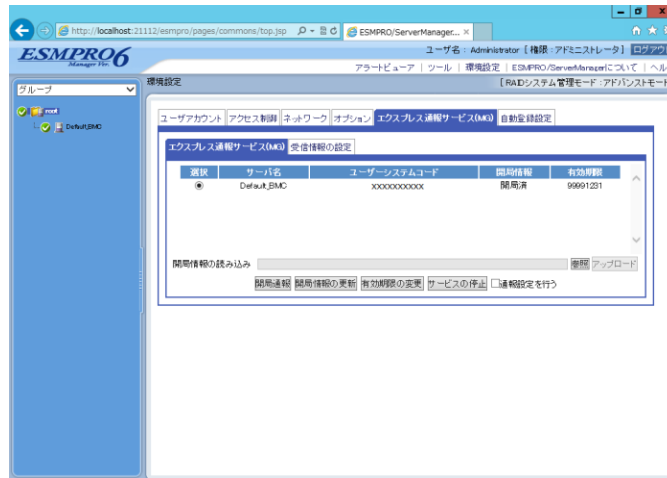 http://localhost:21112/esmpro/pages/commons/top.jsp
ESMPRO/ServerManager...
ESMPRO6
Manager Ver.
ユーザ名 : Administrator [ 権限 : アドミニストレータ ] ログアウ
アラートビューア | ツール | 環境設定 | ESMPRO/ServerManagerについて | ヘル
グループ
環境設定
[ RAIDシステム管理モード : アドバンストモード
root
Default_BMC
ユーザアカウント アクセス制御 ネットワーク オプション エクスプレス通報サービス(MG) 自動登録設定
エクスプレス通報サービス(MG) 受信情報の設定
選択 サーバ名 ユーザーシステムコード 開局情報 有効期限
Default_BMC xxxxxxxxxx 開局済 99991231
開局情報の読み込み 参照 アップロード
開局通報 開局情報の更新 有効期限の変更 サービスの停止 通報設定を行う